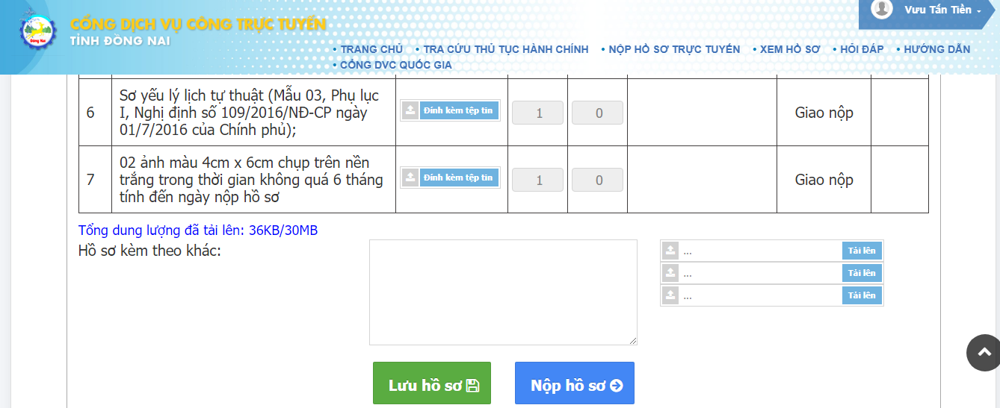 CỔNG DỊCH VỤ CÔNG TRỰC TUYẾN
TỈNH ĐỒNG NAI
Đồng Nai
Vưu Tấn Tiền
• TRANG CHỦ • TRA CỨU THỦ TỤC HÀNH CHÍNH • NỘP HỒ SƠ TRỰC TUYẾN • XEM HỒ SƠ • HỎI ĐÁP • HƯỚNG DẪN
• CỔNG DVC QUỐC GIA
6
Sơ yếu lý lịch tự thuật (Mẫu 03, Phụ lục
I, Nghị định số 109/2016/NĐ-CP ngày
01/7/2016 của Chính phủ);
Đính kèm tệp tin
1
0
Giao nộp
7
02 ảnh màu 4cm x 6cm chụp trên nền
trắng trong thời gian không quá 6 tháng
tính đến ngày nộp hồ sơ
Đính kèm tệp tin
1
0
Giao nộp
Tổng dung lượng đã tải lên: 36KB/30MB
Hồ sơ kèm theo khác:
... Tải lên
... Tải lên
... Tải lên
Lưu hồ sơ
Nộp hồ sơ